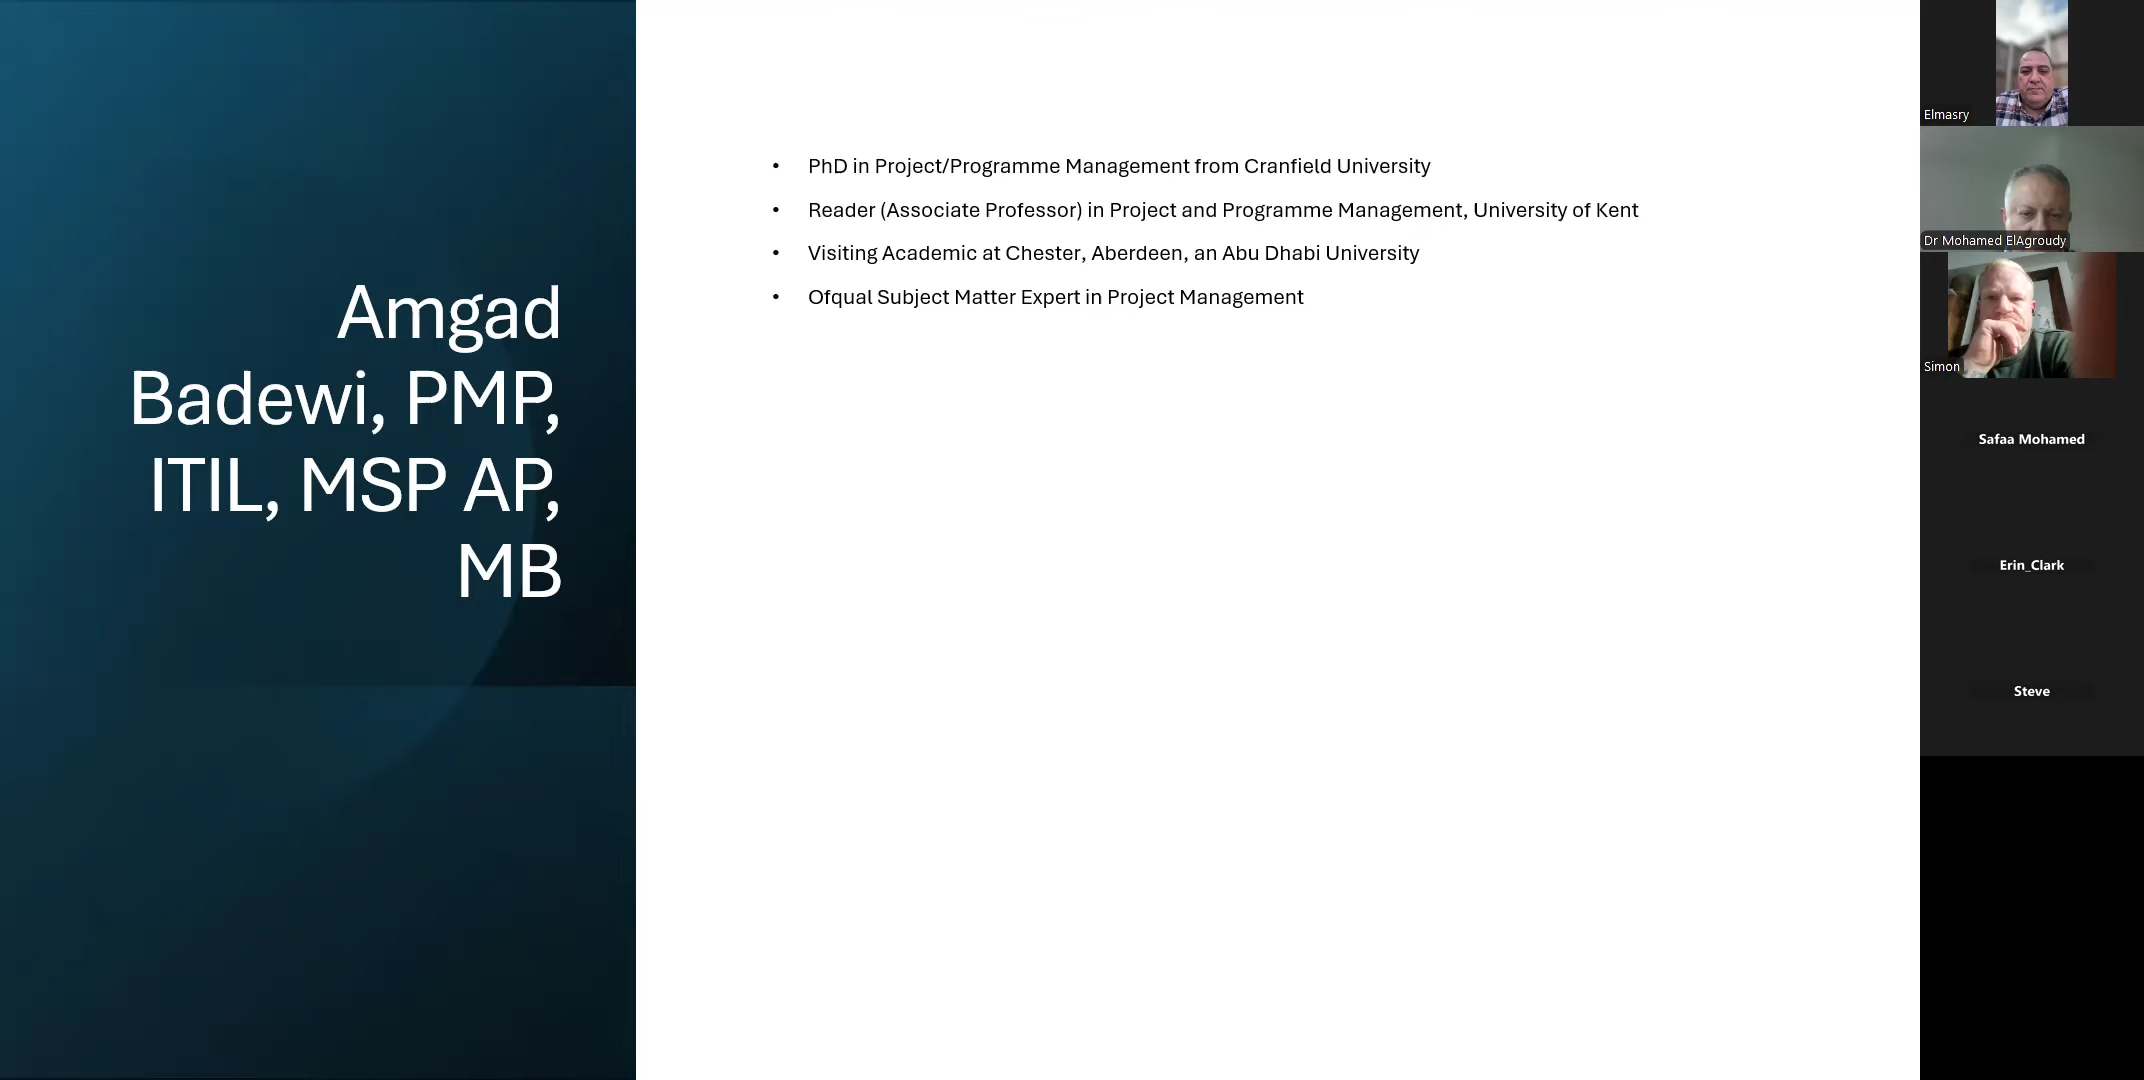 Amgad
Badewi, PMP,
ITIL, MSP AP,
MB
• PhD in Project/Programme Management from Cranfield University
• Reader (Associate Professor) in Project and Programme Management, University of Kent
• Visiting Academic at Chester, Aberdeen, an Abu Dhabi University
• Ofqual Subject Matter Expert in Project Management
Elmasry
Dr Mohamed ElAgroudy
Simon
Safaa Mohamed
Erin_Clark
Steve